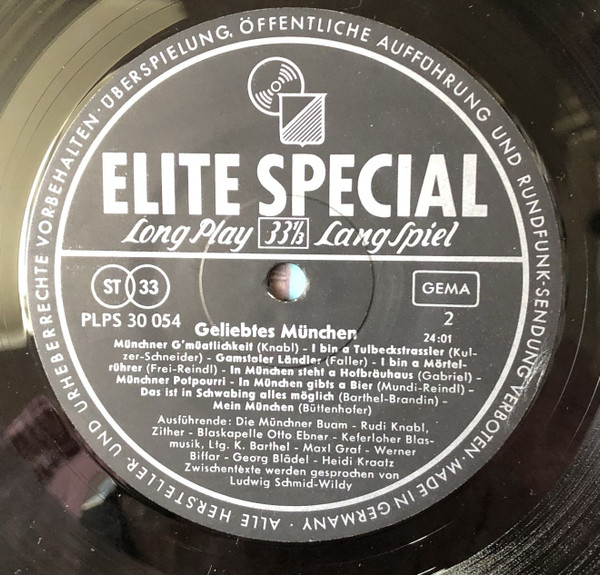 ALLE HERSTELLER- UND URHEBERRECHTE VORBEHALTEN · ÜBERSPIELUNG, ÖFFENTLICHE AUFFÜHRUNG UND RUNDFUNK-SENDUNG VERBOTEN · MADE IN GERMANY ·
ELITE SPECIAL
Long Play 33⅓ Lang Spiel
ST 33
GEMA
PLPS 30 054
2
Geliebtes München
24:01
Münchner G'müatlichkeit (Knabl) - I bin a Tulbeckstrassler (Kul-
zer-Schneider) - Gamstaler Ländler (Faller) - I bin a Mörtel-
rührer (Frei-Reindl) - In München steht a Hofbräuhaus (Gabriel) -
Münchner Potpourri - In München gibts a Bier (Mundi-Reindl) -
Das ist in Schwabing alles möglich (Barthel-Brandin) -
Mein München (Büttenhofer)
Ausführende: Die Münchner Buam - Rudi Knabl,
Zither - Blaskapelle Otto Ebner - Keferloher Blas-
musik, Ltg. K. Barthel - Maxl Graf - Werner
Biffar - Georg Blädel - Heidi Kraatz
Zwischentexte werden gesprochen von
Ludwig Schmid-Wildy